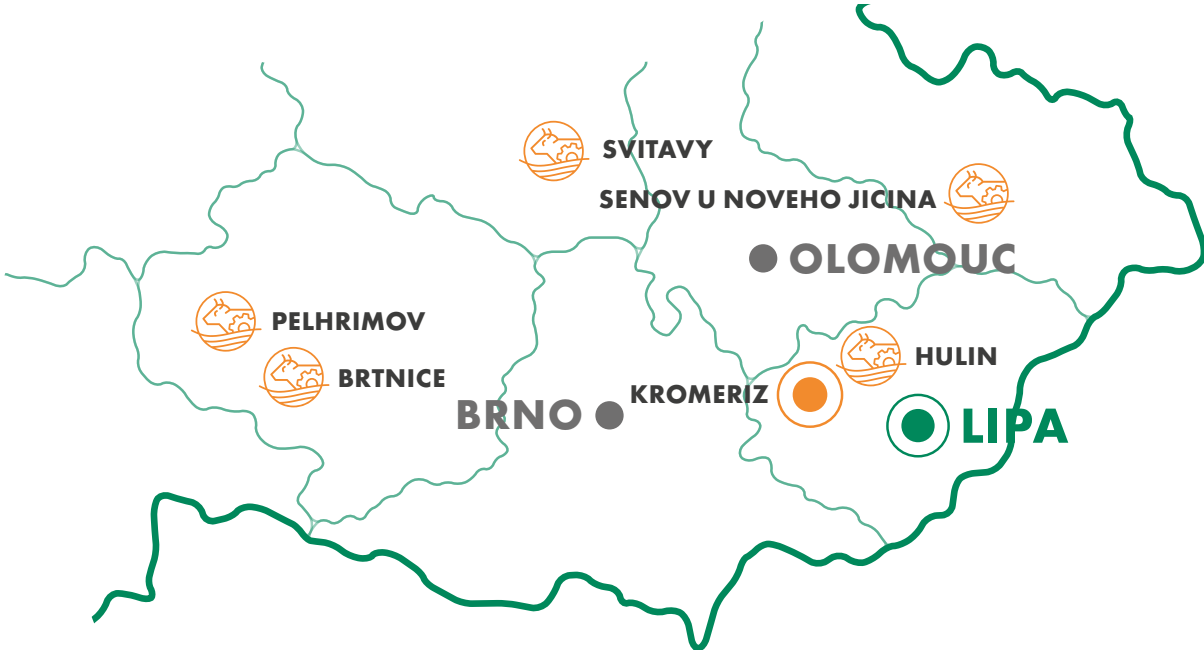 SVITAVY
SENOV U NOVEHO JICINA
OLOMOUC
PELHRIMOV
HULIN
BRTNICE
KROMERIZ
BRNO
LIPA